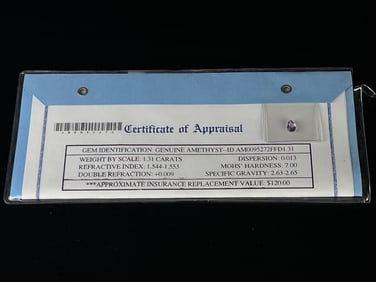 Certificate of Appraisal
GEM IDENTIFICATION: GENUINE AMETHYST--ID AM0095272FFD1.31
WEIGHT BY SCALE: 1.31 CARATS DISPERSION: 0.013
REFRACTIVE INDEX: 1.544-1.553 MOHS' HARDNESS: 7.00
DOUBLE REFRACTION: +0.009 SPECIFIC GRAVITY: 2.63-2.65
***APPROXIMATE INSURANCE REPLACEMENT VALUE: $120.00